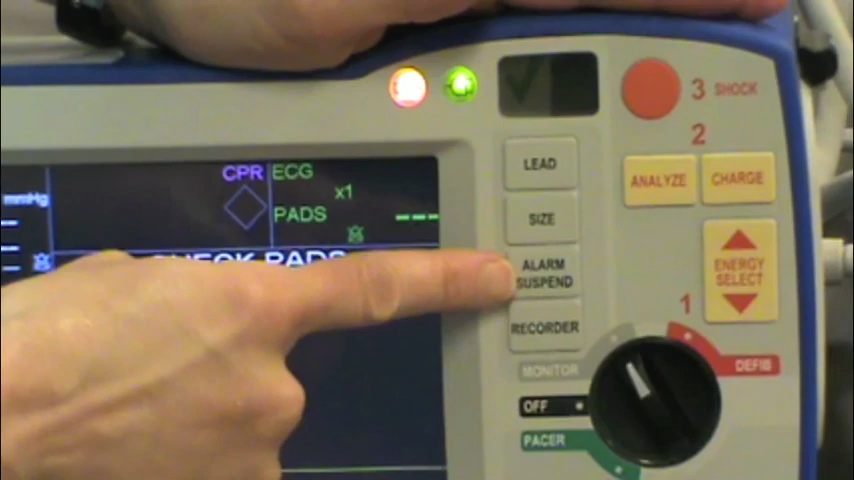 3 SHOCK
2
LEAD
ANALYZE
CHARGE
CPR
ECG
x1
mmHg
PADS
---
SIZE
CHECK PADS
ALARM
SUSPEND
ENERGY
SELECT
1
RECORDER
MONITOR
DEFIB
OFF
PACER